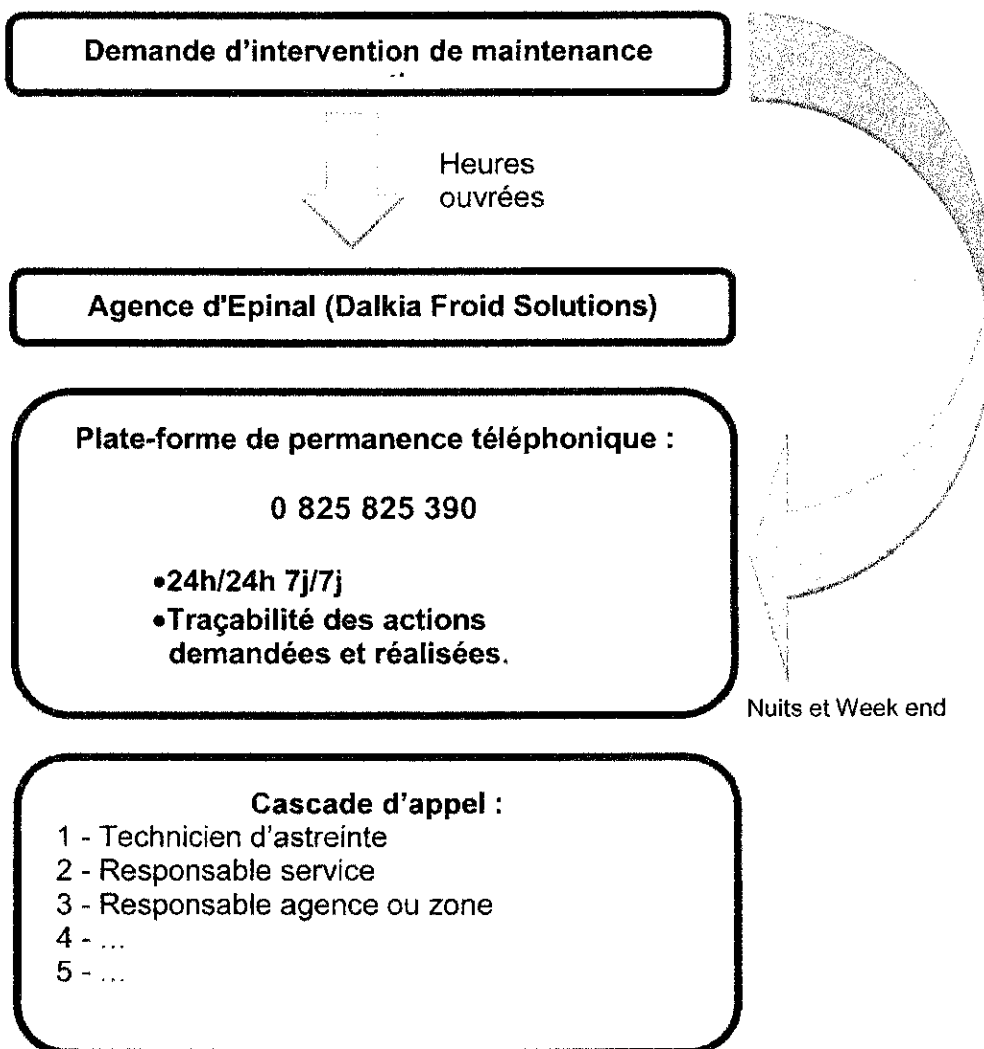 Demande d'intervention de maintenance
Heures
ouvrées
Agence d'Epinal (Dalkia Froid Solutions)
Plate-forme de permanence téléphonique :
0 825 825 390
•24h/24h 7j/7j
•Traçabilité des actions
demandées et réalisées.
Nuits et Week end
Cascade d'appel :
1 - Technicien d'astreinte
2 - Responsable service
3 - Responsable agence ou zone
4 - ...
5 - ...